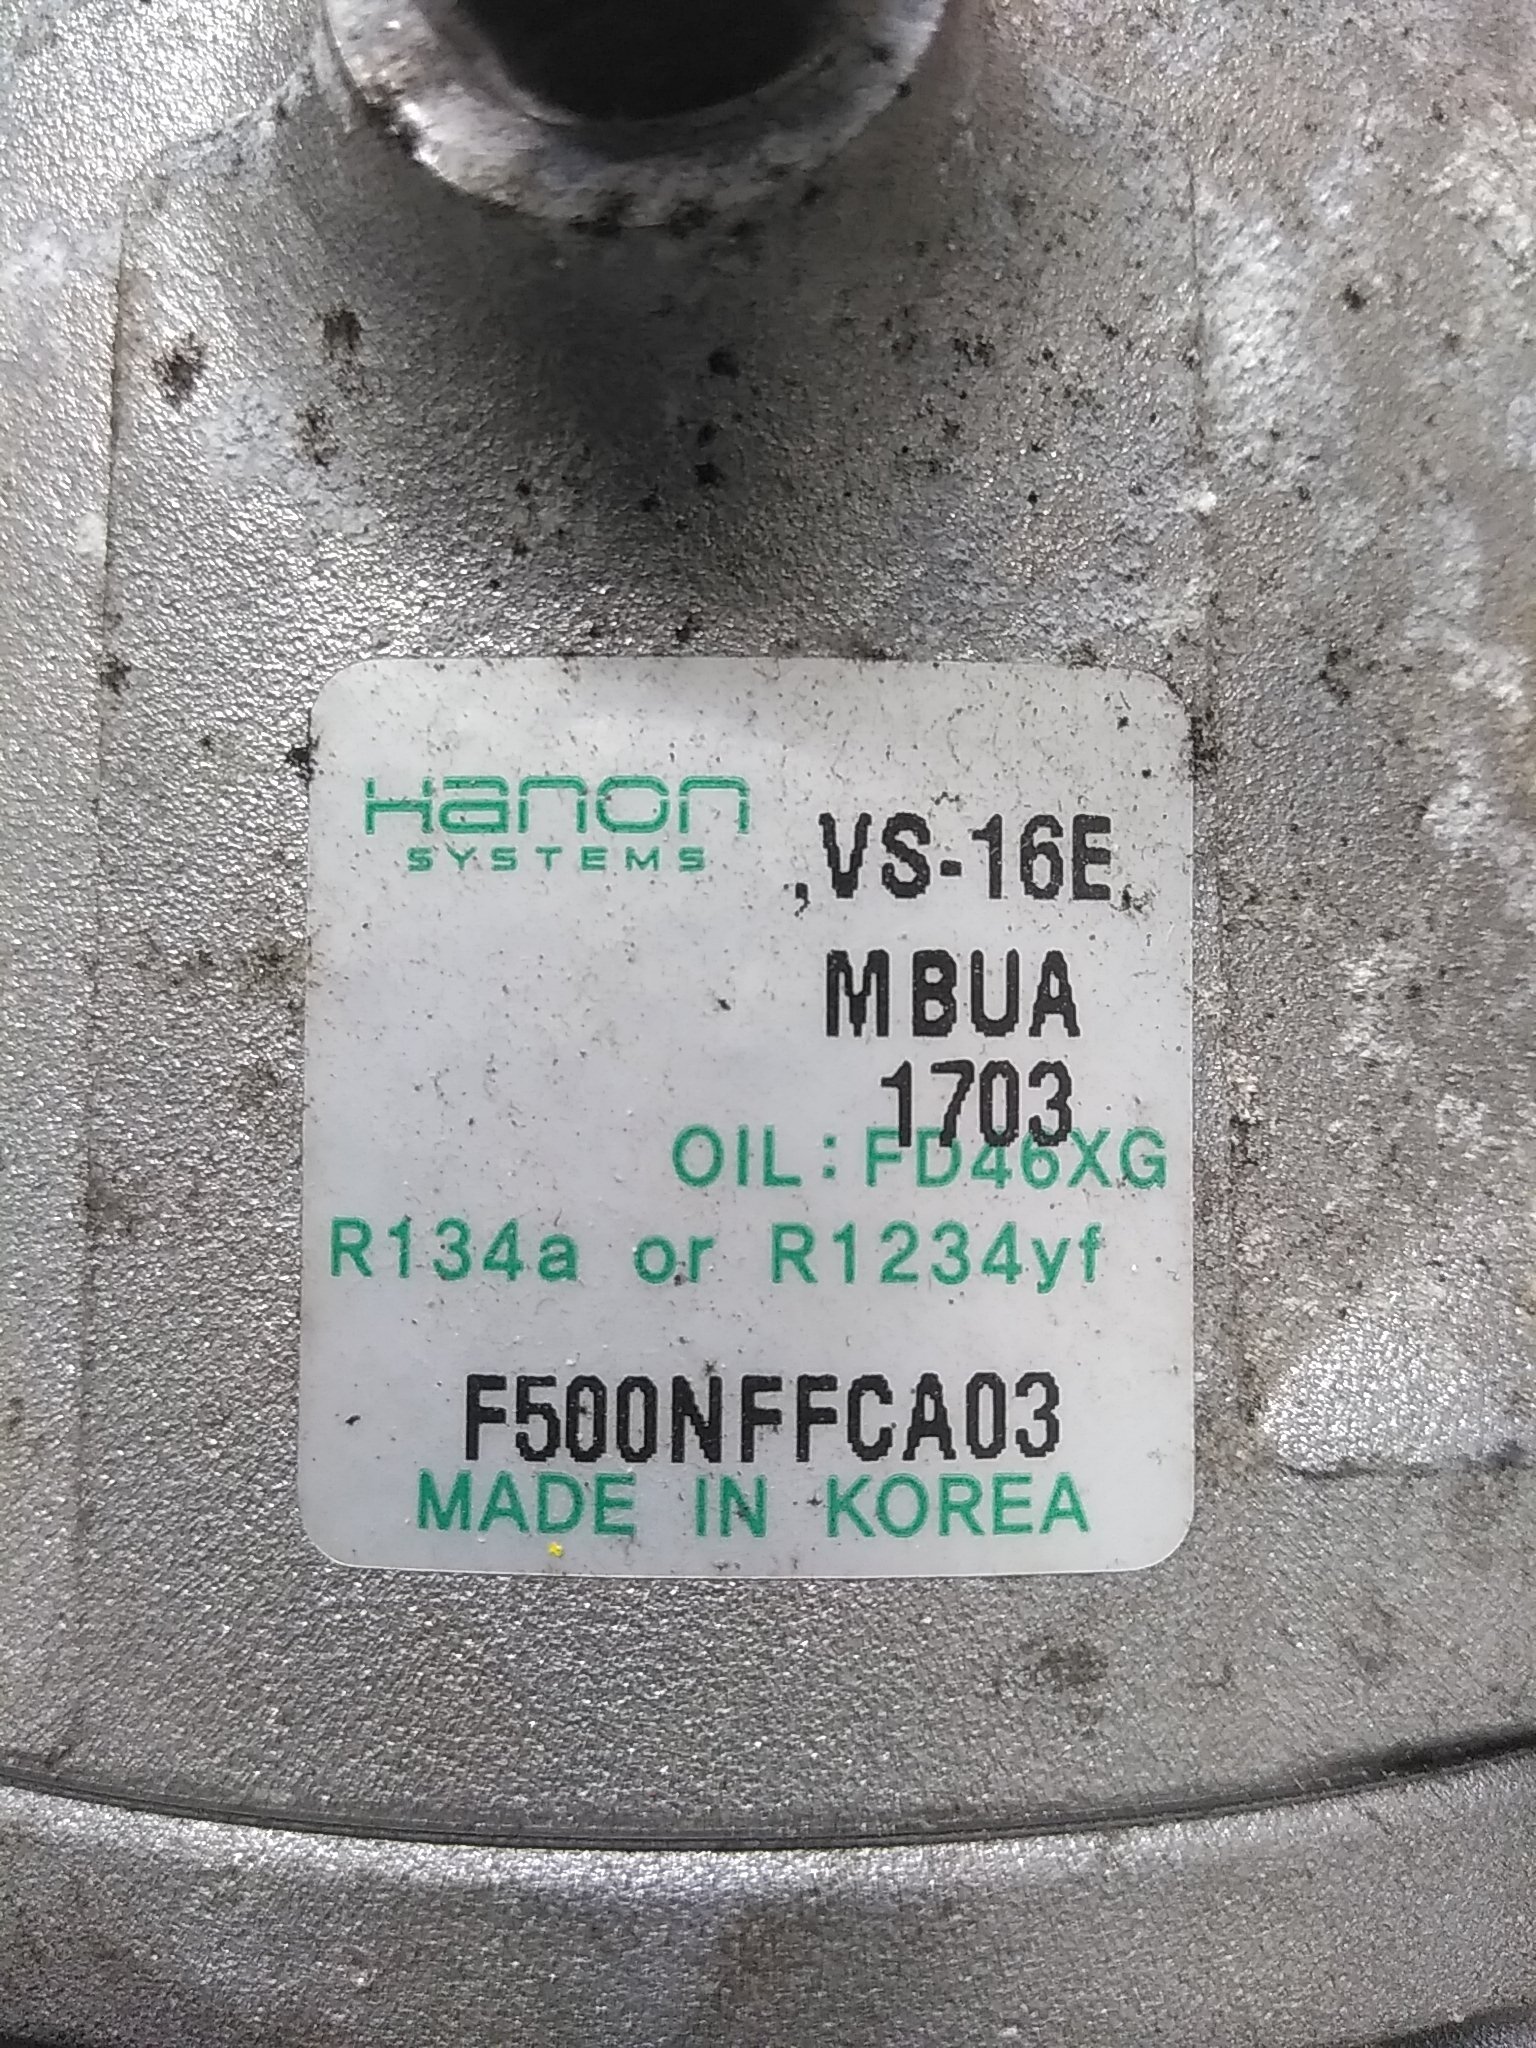 Hanon
SYSTEMS
VS-16E
MBUA
1703
OIL: FD46XG
R134a or R1234yf
F500NFFCA03
MADE IN KOREA